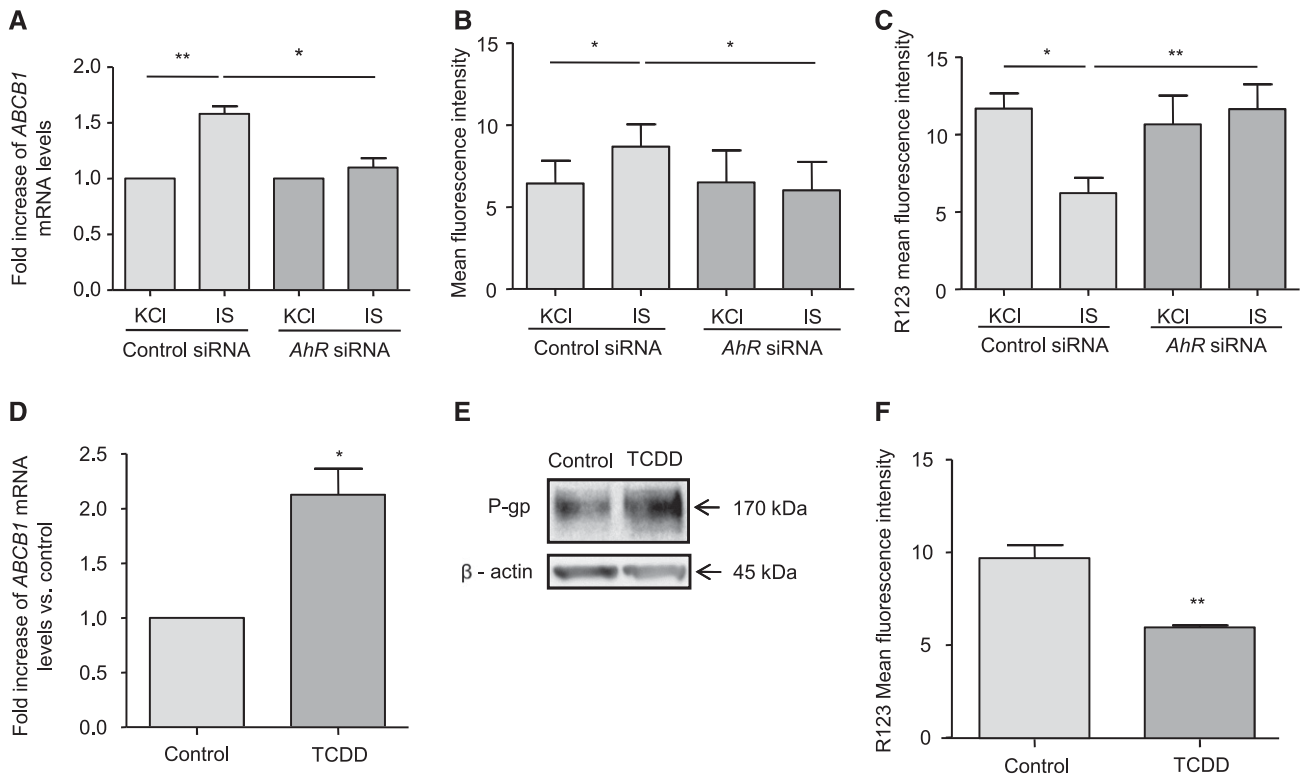 A
Fold increase of ABCB1
mRNA levels
2.0
1.5
1.0
0.5
0.0
**
*
KCl
IS
KCl
IS
Control siRNA
AhR siRNA
B
Mean fluorescence intensity
15
10
5
0
*
*
KCl
IS
KCl
IS
Control siRNA
AhR siRNA
C
R123 mean fluorescence intensity
15
10
5
0
*
**
KCl
IS
KCl
IS
Control siRNA
AhR siRNA
D
Fold increase of ABCB1 mRNA
levels vs. control
2.5
2.0
1.5
1.0
0.5
0.0
*
Control
TCDD
E
Control TCDD
P-gp
170 kDa
β - actin
45 kDa
F
R123 Mean fluorescence intensity
15
10
5
0
**
Control
TCDD